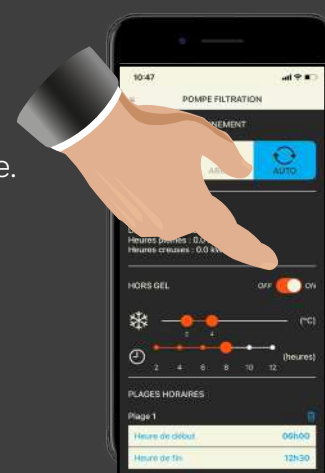 10:47
POMPE FILTRATION
NEMENT
e.
AUTO
Heures pleines : 0.0
Heures creuses : 0.0
HORS GEL
OFF ON
(°C)
2 4
(heures)
2 4 6 8 10 12
PLAGES HORAIRES
Plage 1
Heure de début 06h00
Heure de fin 12h30